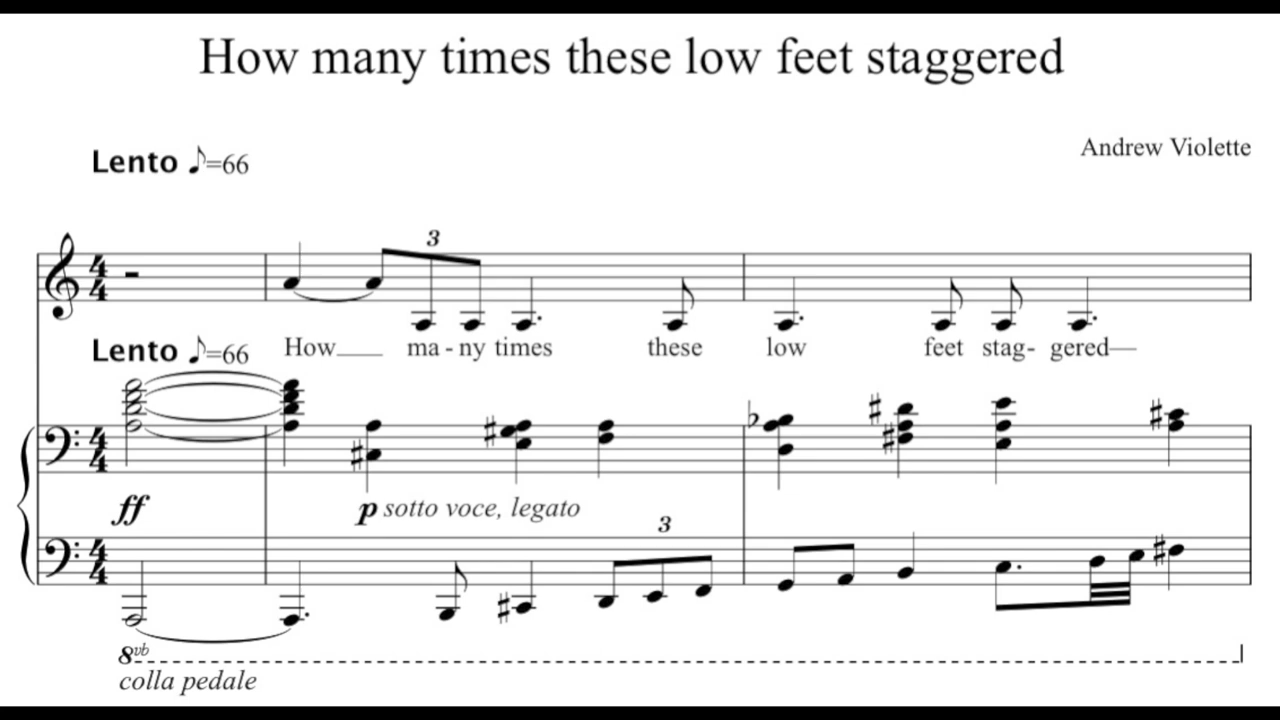 How many times these low feet staggered
Andrew Violette
Lento ♪=66
3
How ma - ny times these low feet stag- gered
Lento ♪=66
ff
p sotto voce, legato
3
8vb
colla pedale